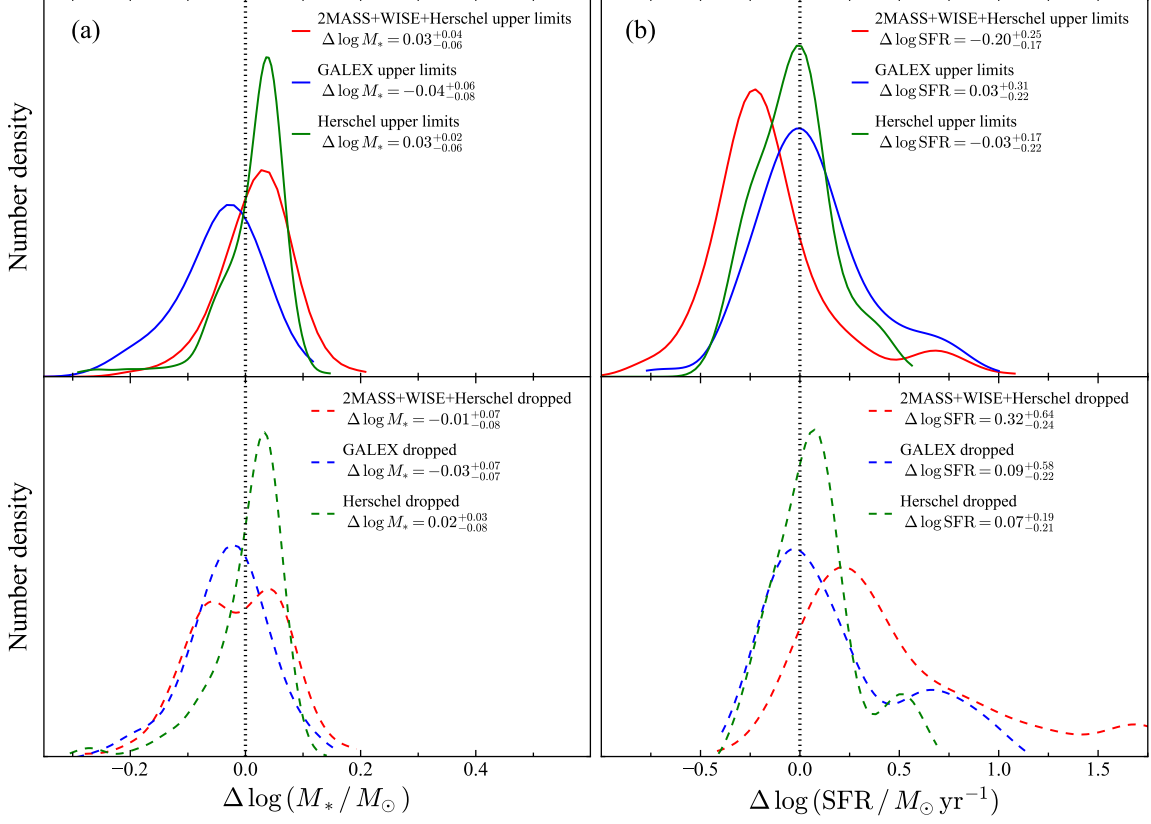 (a)
2MASS+WISE+Herschel upper limits
Δ log M* = 0.03 +0.04 −0.06
GALEX upper limits
Δ log M* = −0.04 +0.06 −0.08
Herschel upper limits
Δ log M* = 0.03 +0.02 −0.06
Number density
(b)
2MASS+WISE+Herschel upper limits
Δ log SFR = −0.20 +0.25 −0.17
GALEX upper limits
Δ log SFR = 0.03 +0.31 −0.22
Herschel upper limits
Δ log SFR = −0.03 +0.17 −0.22
2MASS+WISE+Herschel dropped
Δ log M* = −0.01 +0.07 −0.08
GALEX dropped
Δ log M* = −0.03 +0.07 −0.07
Herschel dropped
Δ log M* = 0.02 +0.03 −0.08
Number density
−0.2 0.0 0.2 0.4
Δ log (M* / M⊙)
2MASS+WISE+Herschel dropped
Δ log SFR = 0.32 +0.64 −0.24
GALEX dropped
Δ log SFR = 0.09 +0.58 −0.22
Herschel dropped
Δ log SFR = 0.07 +0.19 −0.21
−0.5 0.0 0.5 1.0 1.5
Δ log (SFR / M⊙ yr⁻¹)